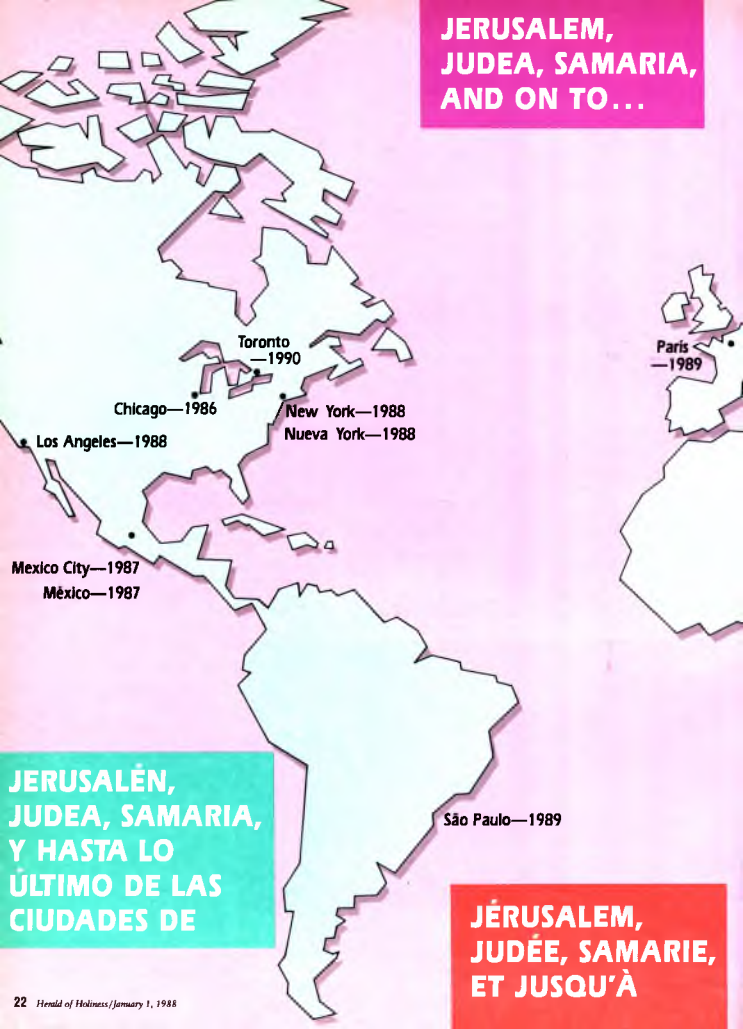 JERUSALEM,
JUDEA, SAMARIA,
AND ON TO...
Toronto
—1990
Paris
—1989
Chicago—1986
New York—1988
Nueva York—1988
Los Angeles—1988
Mexico City—1987
México—1987
São Paulo—1989
JERUSALÉN,
JUDEA, SAMARIA,
Y HASTA LO
ÚLTIMO DE LAS
CIUDADES DE
JÉRUSALEM,
JUDÉE, SAMARIE,
ET JUSQU'À
22 Herald of Holiness/January 1, 1988